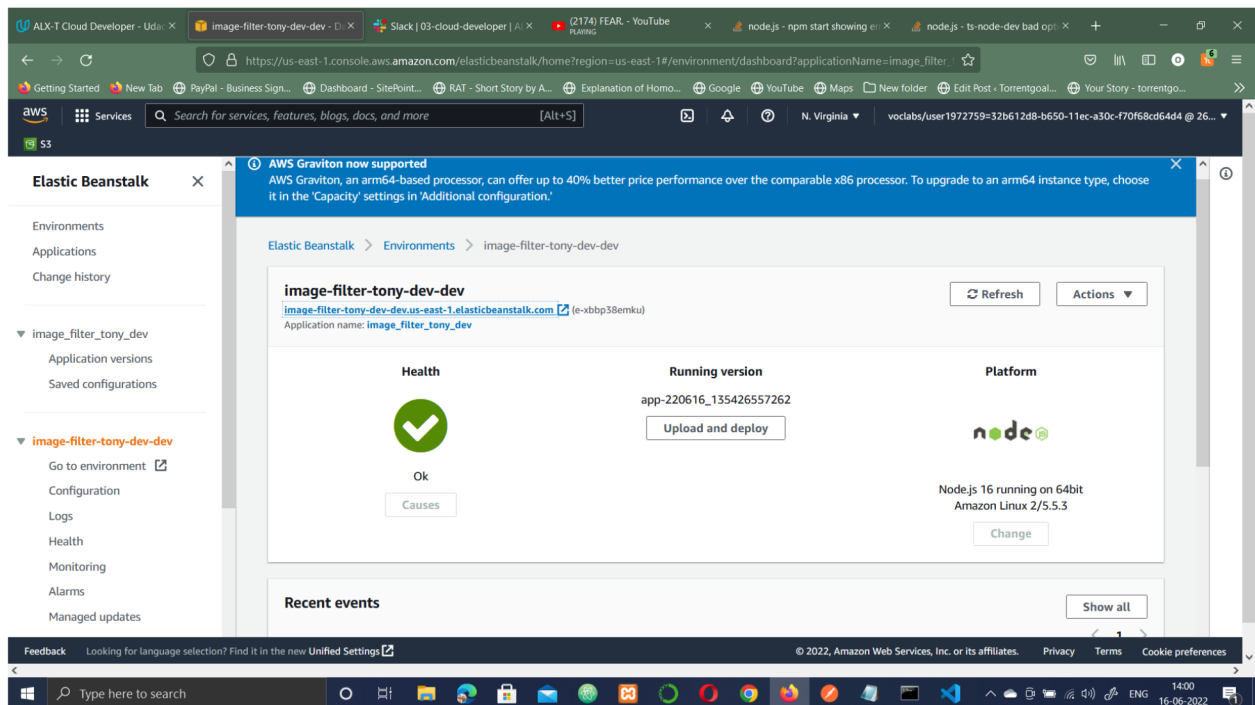 ALX-T Cloud Developer - Udac
image-filter-tony-dev-dev - D
Slack | 03-cloud-developer | Al
(2174) FEAR. - YouTube
PLAYING
node.js - npm start showing er
node.js - ts-node-dev bad opti
https://us-east-1.console.aws.amazon.com/elasticbeanstalk/home?region=us-east-1#/environment/dashboard?applicationName=image_filter_
6
Getting Started
New Tab
PayPal - Business Sign...
Dashboard - SitePoint...
RAT - Short Story by A...
Explanation of Homo...
Google
YouTube
Maps
New folder
Edit Post ‹ Torrentgoal...
Your Story - torrentgo...
aws
Services
Search for services, features, blogs, docs, and more
[Alt+S]
N. Virginia
voclabs/user1972759=32b612d8-b650-11ec-a30c-f70f68cd64d4 @ 26...
S3
Elastic Beanstalk
Environments
Applications
Change history
image_filter_tony_dev
Application versions
Saved configurations
image-filter-tony-dev-dev
Go to environment
Configuration
Logs
Health
Monitoring
Alarms
Managed updates
AWS Graviton now supported
AWS Graviton, an arm64-based processor, can offer up to 40% better price performance over the comparable x86 processor. To upgrade to an arm64 instance type, choose
it in the 'Capacity' settings in 'Additional configuration.'
Elastic Beanstalk > Environments > image-filter-tony-dev-dev
image-filter-tony-dev-dev
image-filter-tony-dev-dev.us-east-1.elasticbeanstalk.com (e-xbbp38emku)
Application name: image_filter_tony_dev
Refresh
Actions
Health
Ok
Causes
Running version
app-220616_135426557262
Upload and deploy
Platform
node JS
Node.js 16 running on 64bit
Amazon Linux 2/5.5.3
Change
Recent events
Show all
1
Feedback
Looking for language selection? Find it in the new Unified Settings
© 2022, Amazon Web Services, Inc. or its affiliates.
Privacy
Terms
Cookie preferences
Type here to search
ENG
14:00
16-06-2022
1